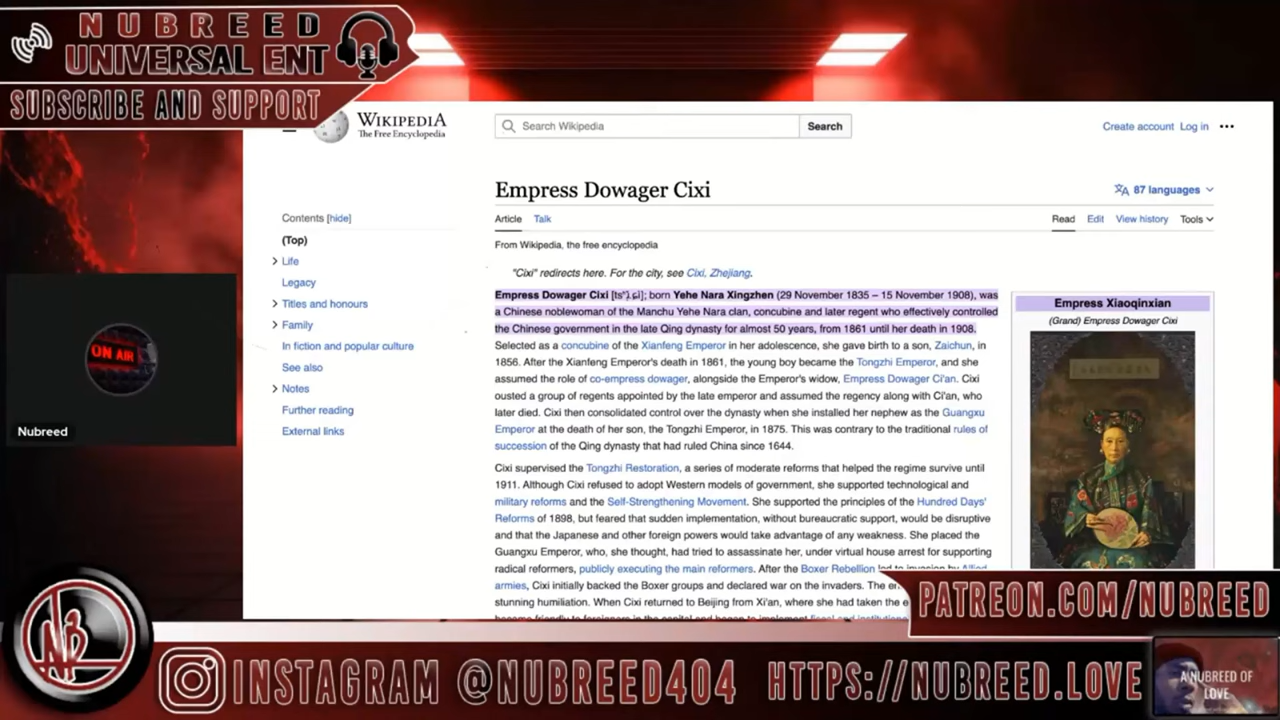 NUBREED
UNIVERSAL ENT
SUBSCRIBE AND SUPPORT
WIKIPEDIA
The Free Encyclopedia
Search Wikipedia
Search
Create account Log in
Empress Dowager Cixi
87 languages
Contents [hide]
(Top)
Life
Legacy
Titles and honours
Family
In fiction and popular culture
See also
Notes
Further reading
External links
Article Talk
Read Edit View history Tools
From Wikipedia, the free encyclopedia
"Cixi" redirects here. For the city, see Cixi, Zhejiang.
Empress Dowager Cixi born Yehe Nara Xingzhen (29 November 1835 – 15 November 1908), was
a Chinese noblewoman of the Manchu Yehe Nara clan, concubine and later regent who effectively controlled
the Chinese government in the late Qing dynasty for almost 50 years, from 1861 until her death in 1908.
Selected as a concubine of the Xianfeng Emperor in her adolescence, she gave birth to a son, Zaichun, in
1856. After the Xianfeng Emperor's death in 1861, the young boy became the Tongzhi Emperor, and she
assumed the role of co-empress dowager, alongside the Emperor's widow, Empress Dowager Ci'an. Cixi
ousted a group of regents appointed by the late emperor and assumed the regency along with Ci'an, who
later died. Cixi then consolidated control over the dynasty when she installed her nephew as the Guangxu
Emperor at the death of her son, the Tongzhi Emperor, in 1875. This was contrary to the traditional rules of
succession of the Qing dynasty that had ruled China since 1644.
Cixi supervised the Tongzhi Restoration, a series of moderate reforms that helped the regime survive until
1911. Although Cixi refused to adopt Western models of government, she supported technological and
military reforms and the Self-Strengthening Movement. She supported the principles of the Hundred Days'
Reforms of 1898, but feared that sudden implementation, without bureaucratic support, would be disruptive
and that the Japanese and other foreign powers would take advantage of any weakness. She placed the
Guangxu Emperor, who, she thought, had tried to assassinate her, under virtual house arrest for supporting
radical reformers, publicly executing the main reformers. After the Boxer Rebellion led to invasion by Allied
armies, Cixi initially backed the Boxer groups and declared war on the invaders. The
stunning humiliation. When Cixi returned to Beijing from Xi'an, where she had taken the
Empress Xiaoqinxian
(Grand) Empress Dowager Cixi
ON AIR
Nubreed
PATREON.COM/NUBREED
INSTAGRAM @NUBREED404 HTTPS://NUBREED.LOVE
A NUBREED OF
LOVE